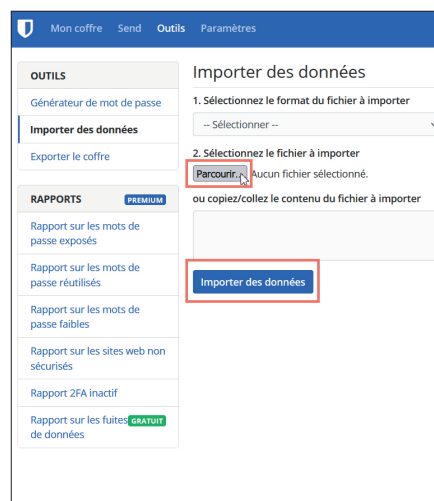 Mon coffre Send Outils Paramètres
OUTILS
Générateur de mot de passe
Importer des données
Exporter le coffre
RAPPORTS PREMIUM
Rapport sur les mots de
passe exposés
Rapport sur les mots de
passe réutilisés
Rapport sur les mots de
passe faibles
Rapport sur les sites web non
sécurisés
Rapport 2FA inactif
Rapport sur les fuites GRATUIT
de données
Importer des données
1. Sélectionnez le format du fichier à importer
-- Sélectionner --
2. Sélectionnez le fichier à importer
Parcourir... Aucun fichier sélectionné.
ou copiez/collez le contenu du fichier à importer
Importer des données